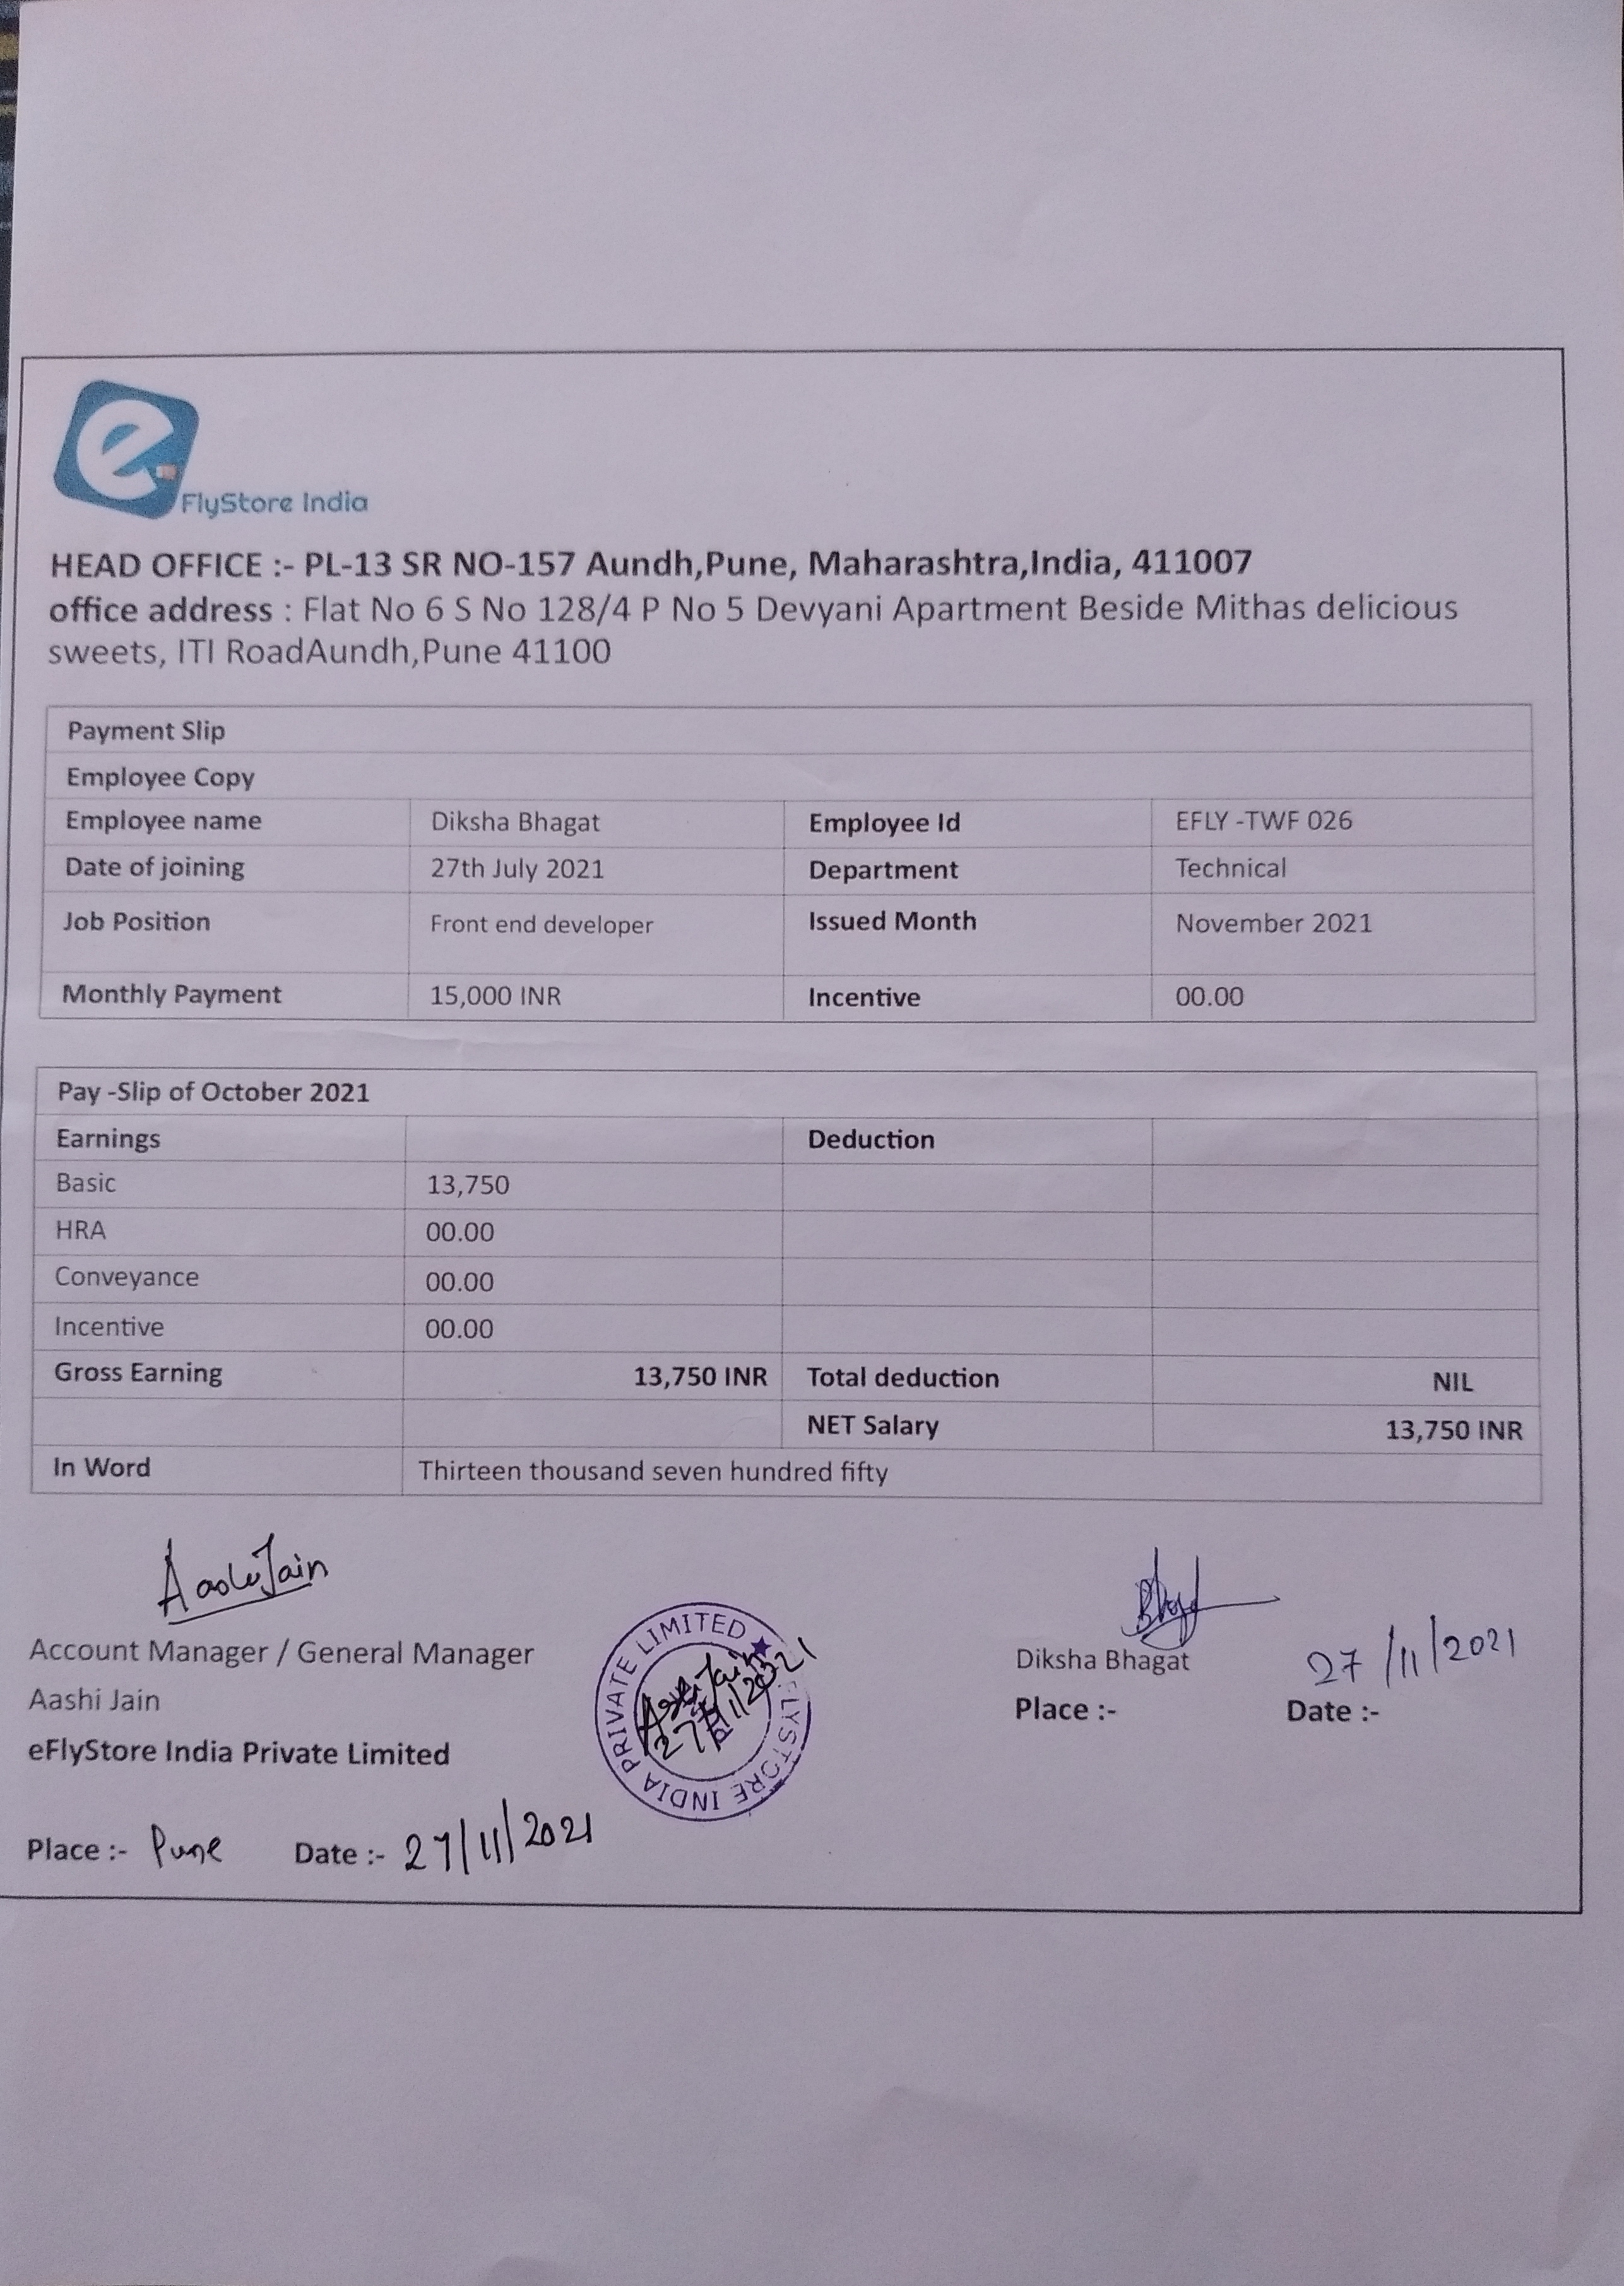 e
FlyStore India
HEAD OFFICE :- PL-13 SR NO-157 Aundh,Pune, Maharashtra,India, 411007
office address : Flat No 6 S No 128/4 P No 5 Devyani Apartment Beside Mithas delicious
sweets, ITI RoadAundh,Pune 41100
Payment Slip
Employee Copy
Employee name Diksha Bhagat Employee Id EFLY -TWF 026
Date of joining 27th July 2021 Department Technical
Job Position Front end developer Issued Month November 2021
Monthly Payment 15,000 INR Incentive 00.00
Pay -Slip of October 2021
Earnings Deduction
Basic 13,750
HRA 00.00
Conveyance 00.00
Incentive 00.00
Gross Earning 13,750 INR Total deduction NIL
NET Salary 13,750 INR
In Word Thirteen thousand seven hundred fifty
Aashi Jain
Account Manager / General Manager
Aashi Jain
eFlyStore India Private Limited
Place :- Pune Date :- 27/11/2021
FLYSTORE INDIA PRIVATE LIMITED
Diksha Bhagat 27/11/2021
Place :- Date :-